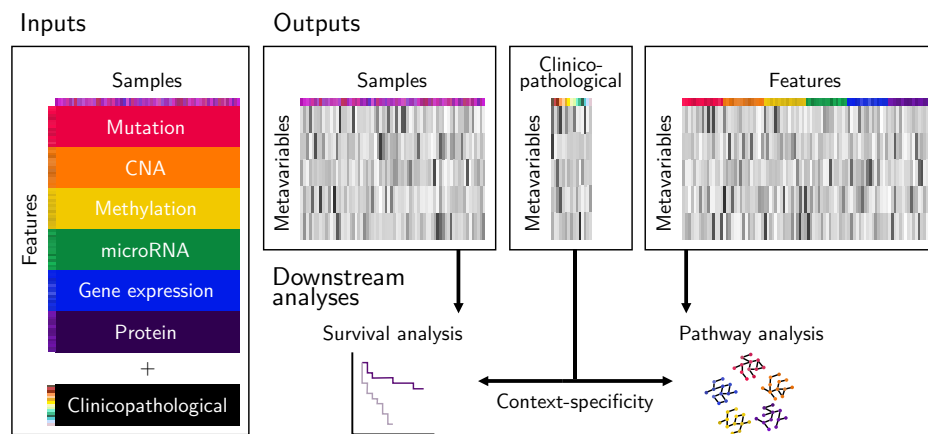 Inputs
Samples
Features
Mutation
CNA
Methylation
microRNA
Gene expression
Protein
+
Clinicopathological
Outputs
Samples
Metavariables
Clinico-
pathological
Metavariables
Features
Metavariables
Downstream
analyses
Survival analysis
Pathway analysis
Context-specificity